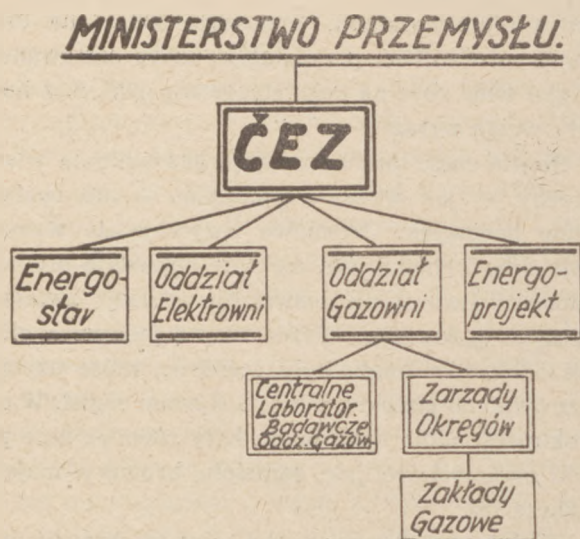 MINISTERSTWO PRZEMYSŁU.
ČEZ
Energo-
stav
Oddział
Elektrowni
Oddział
Gazowni
Energo-
projekt
Centralne
Laborator.
Badawcze
Oddz. Gazow.
Zarządy
Okręgów
Zakłady
Gazowe